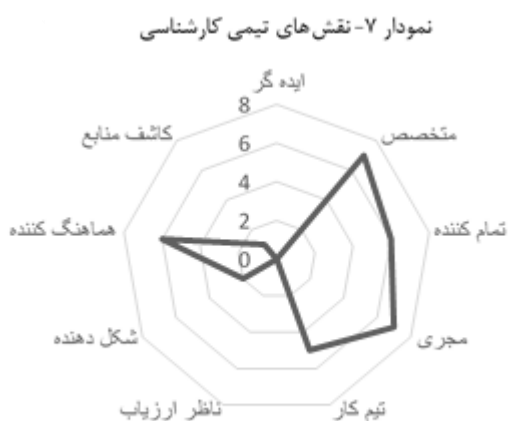 نمودار ۷- نقش‌های تیمی کارشناسی
ایده گر
متخصص
تمام کننده
مجری
تیم کار
ناظر ارزیاب
شکل دهنده
هماهنگ کننده
کاشف منابع
8
6
4
2
0